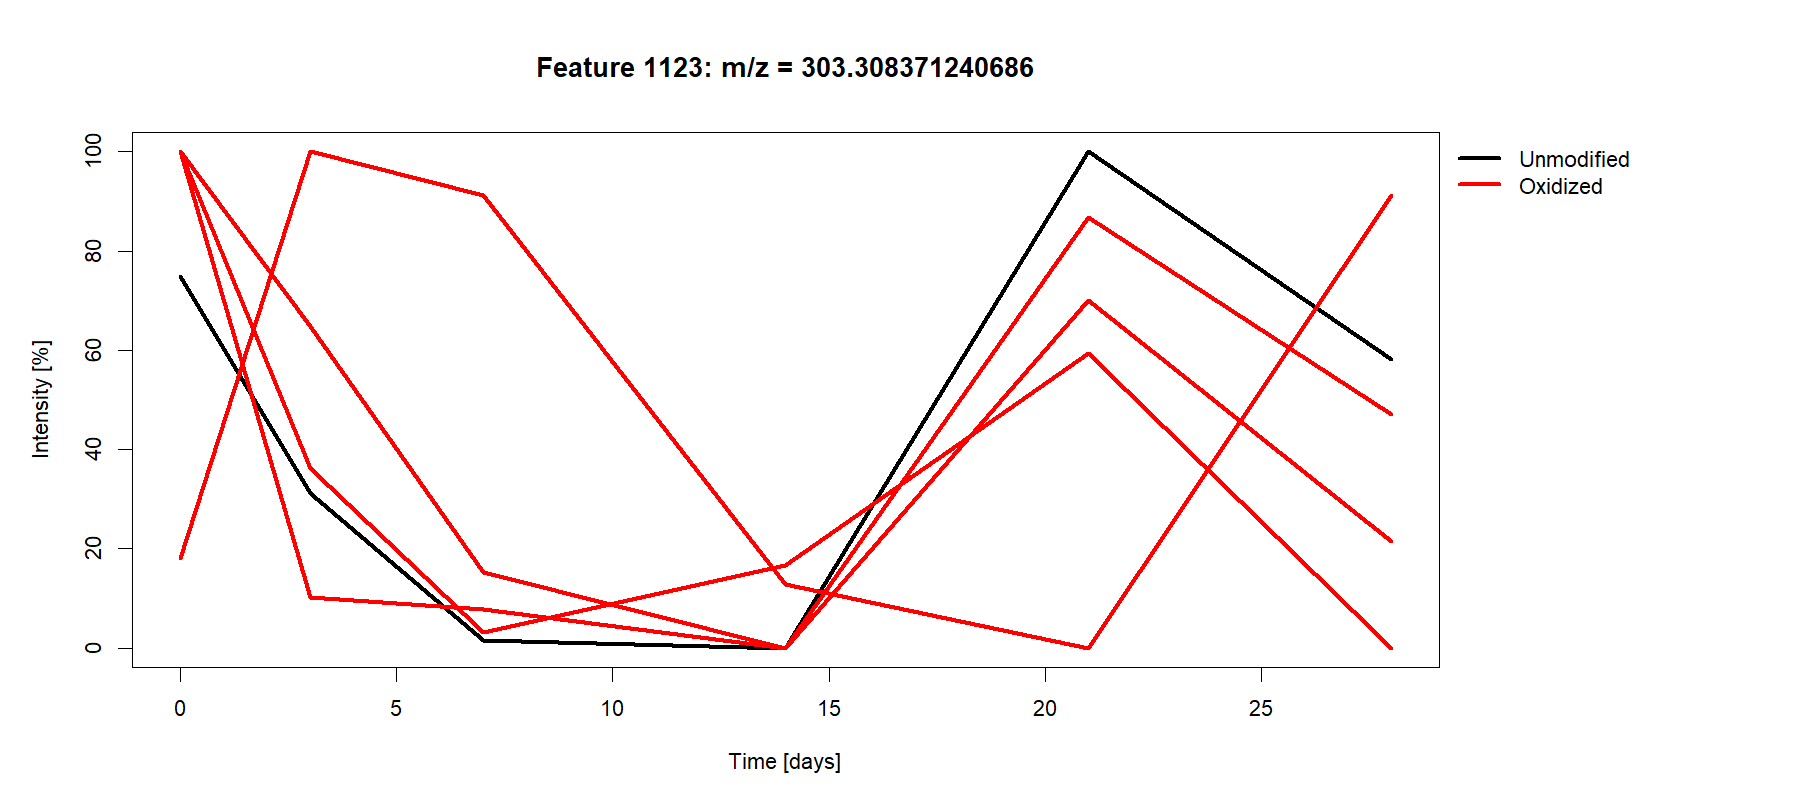 Feature 1123: m/z = 303.308371240686
Unmodified
Oxidized
100
80
60
40
20
0
Intensity [%]
0 5 10 15 20 25
Time [days]